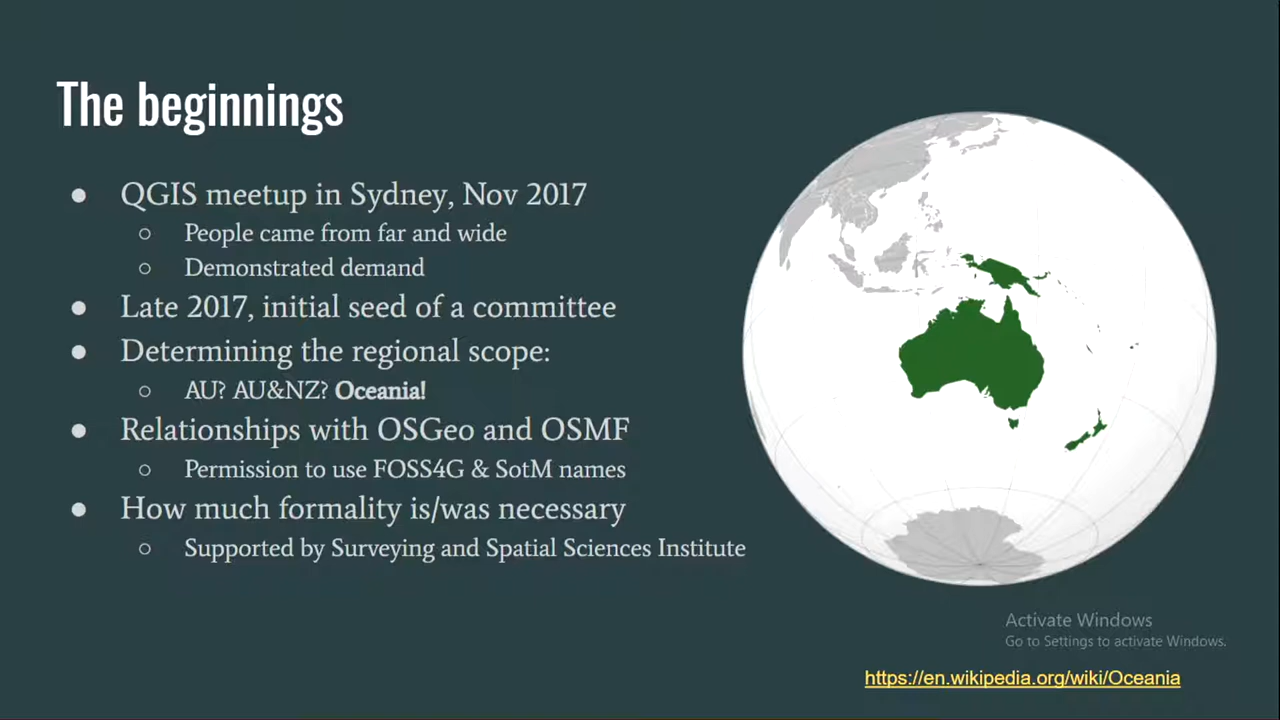 The beginnings
● QGIS meetup in Sydney, Nov 2017
○ People came from far and wide
○ Demonstrated demand
● Late 2017, initial seed of a committee
● Determining the regional scope:
○ AU? AU&NZ? Oceania!
● Relationships with OSGeo and OSMF
○ Permission to use FOSS4G & SotM names
● How much formality is/was necessary
○ Supported by Surveying and Spatial Sciences Institute
Activate Windows
Go to Settings to activate Windows.
https://en.wikipedia.org/wiki/Oceania